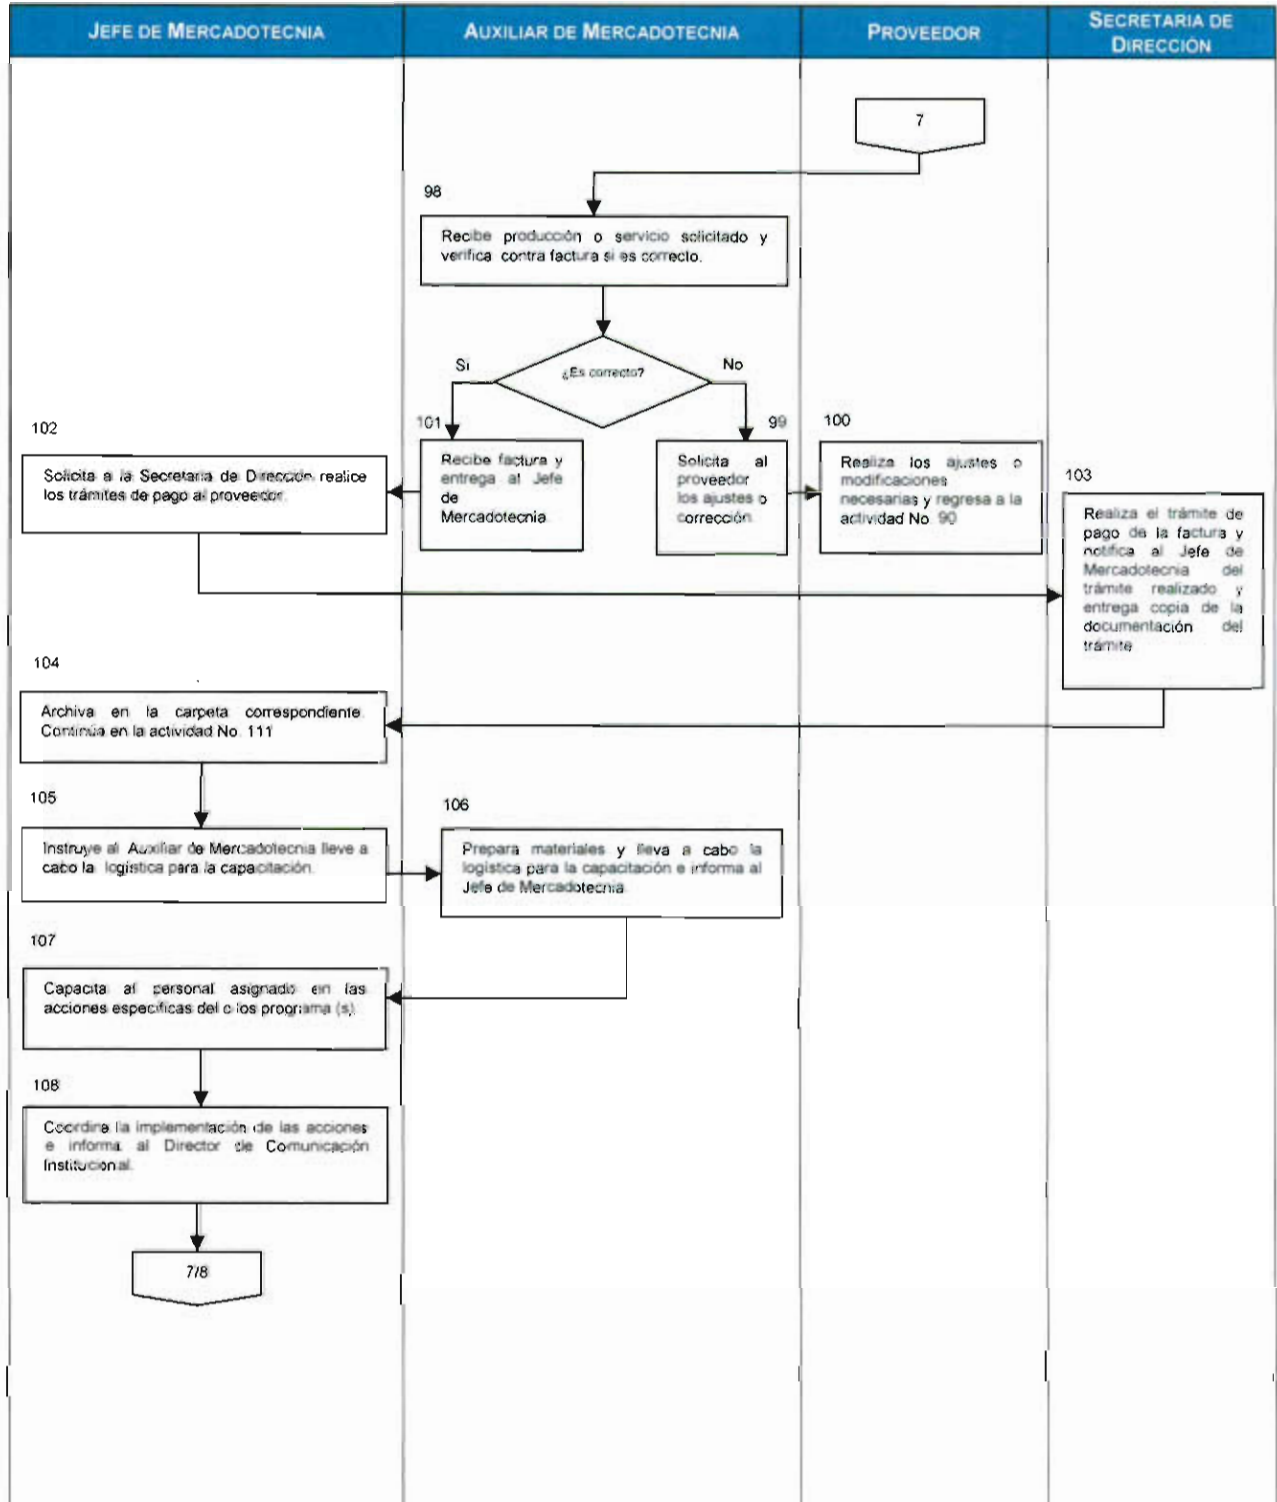 JEFE DE MERCADOTECNIA
AUXILIAR DE MERCADOTECNIA
PROVEEDOR
SECRETARIA DE
DIRECCIÓN
7
98
Recibe producción o servicio solicitado y
verifica contra factura si es correcto.
¿Es correcto?
Si
No
101
Recibe factura y
entrega al Jefe
de
Mercadotecnia
99
Solicita al
proveedor
los ajustes o
corrección.
100
Realiza los ajustes o
modificaciones
necesarias y regresa a la
actividad No. 90
102
Solicita a la Secretaria de Dirección realice
los trámites de pago al proveedor.
103
Realiza el trámite de
pago de la factura y
notifica al Jefe de
Mercadotecnia del
trámite realizado y
entrega copia de la
documentación del
trámite
104
Archiva en la carpeta correspondiente.
Continúa en la actividad No. 111
105
Instruye al Auxiliar de Mercadotecnia lleve a
cabo la logística para la capacitación.
106
Prepara materiales y lleva a cabo la
logística para la capacitación e informa al
Jefe de Mercadotecnia.
107
Capacita al personal asignado en las
acciones especificas del o los programa (s)
108
Coordina la implementación de las acciones
e informa al Director de Comunicación
Institucional.
7/8